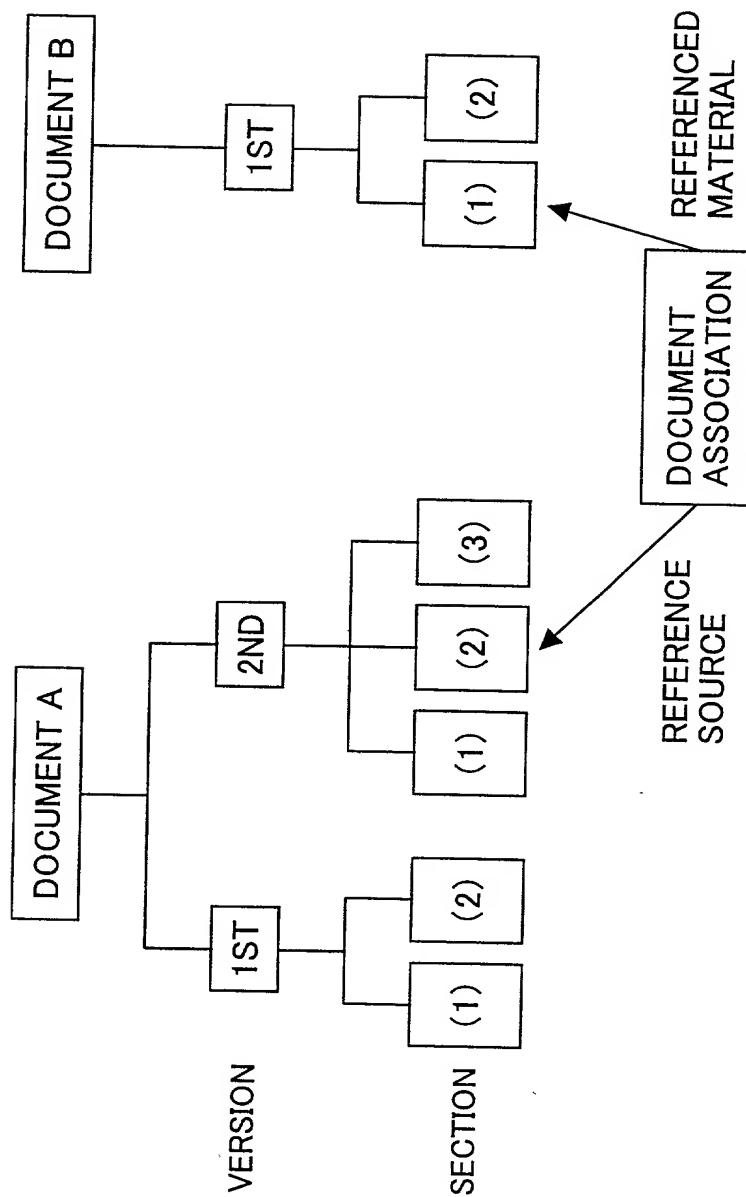 DOCUMENT A
DOCUMENT B
VERSION
1ST
2ND
1ST
SECTION
(1)
(2)
(1)
(2)
(3)
(1)
(2)
REFERENCE
SOURCE
DOCUMENT
ASSOCIATION
REFERENCED
MATERIAL